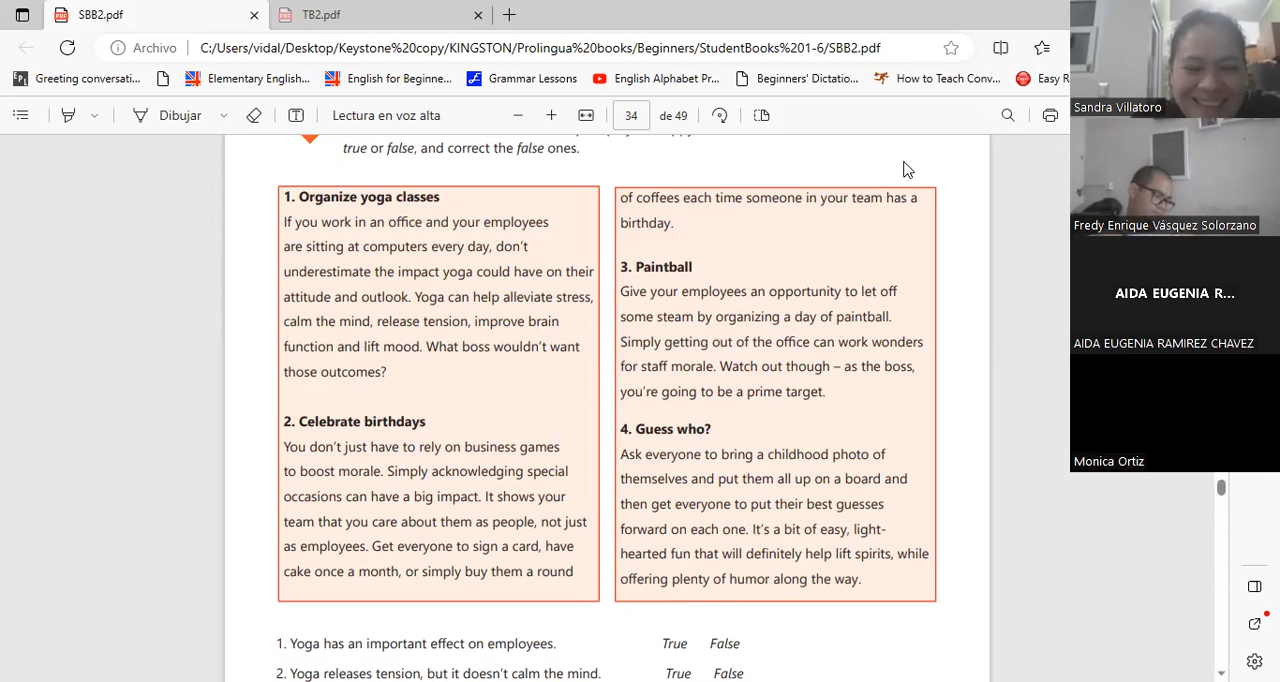 SBB2.pdf
TB2.pdf
Archivo
C:/Users/vidal/Desktop/Keystone%20copy/KINGSTON/Prolingua%20books/Beginners/StudentBooks%201-6/SBB2.pdf
Greeting conversati...
Elementary English...
English for Beginne...
Grammar Lessons
English Alphabet Pr...
Beginners' Dictatio...
How to Teach Conv...
Easy R
Dibujar
Lectura en voz alta
34
de 49
true or false, and correct the false ones.
1. Organize yoga classes
If you work in an office and your employees
are sitting at computers every day, don't
underestimate the impact yoga could have on their
attitude and outlook. Yoga can help alleviate stress,
calm the mind, release tension, improve brain
function and lift mood. What boss wouldn't want
those outcomes?
2. Celebrate birthdays
You don't just have to rely on business games
to boost morale. Simply acknowledging special
occasions can have a big impact. It shows your
team that you care about them as people, not just
as employees. Get everyone to sign a card, have
cake once a month, or simply buy them a round
of coffees each time someone in your team has a
birthday.
3. Paintball
Give your employees an opportunity to let off
some steam by organizing a day of paintball.
Simply getting out of the office can work wonders
for staff morale. Watch out though – as the boss,
you're going to be a prime target.
4. Guess who?
Ask everyone to bring a childhood photo of
themselves and put them all up on a board and
then get everyone to put their best guesses
forward on each one. It's a bit of easy, light-
hearted fun that will definitely help lift spirits, while
offering plenty of humor along the way.
1. Yoga has an important effect on employees. True False
2. Yoga releases tension, but it doesn't calm the mind. True False
Sandra Villatoro
Fredy Enrique Vásquez Solorzano
AIDA EUGENIA R...
AIDA EUGENIA RAMIREZ CHAVEZ
Monica Ortiz